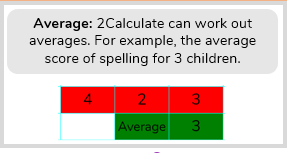 Average: 2Calculate can work out
averages. For example, the average
score of spelling for 3 children.
4 2 3
Average 3